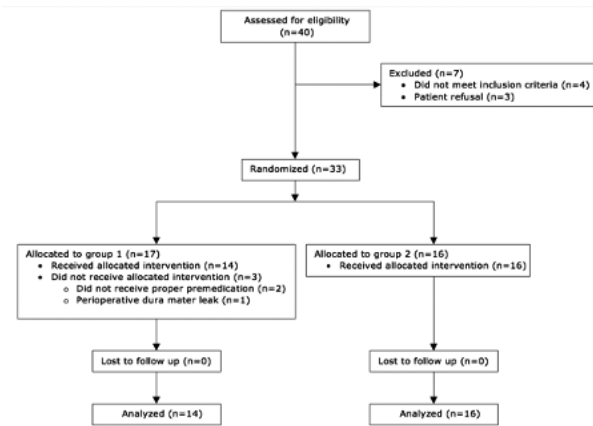 Assessed for eligibility
(n=40)
Excluded (n=7)
• Did not meet inclusion criteria (n=4)
• Patient refusal (n=3)
Randomized (n=33)
Allocated to group 1 (n=17)
• Received allocated intervention (n=14)
• Did not receive allocated intervention (n=3)
o Did not receive proper premedication (n=2)
o Perioperative dura mater leak (n=1)
Allocated to group 2 (n=16)
• Received allocated intervention (n=16)
Lost to follow up (n=0)
Lost to follow up (n=0)
Analyzed (n=14)
Analyzed (n=16)